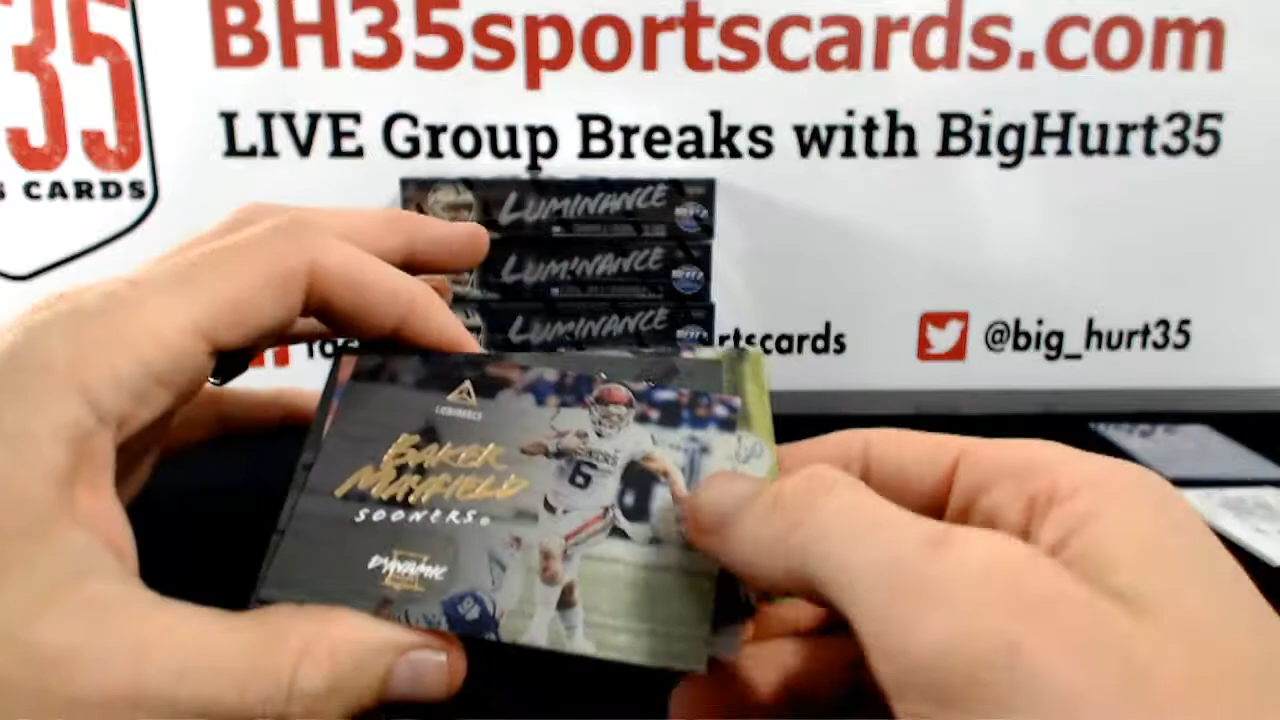 35
S CARDS
BH35sportscards.com
LIVE Group Breaks with BigHurt35
LUMINANCE
LUMINANCE
LUMINANCE
rtscards
@big_hurt35
LUMINANCE
BAKER
MAYFIELD
SOONERS®
DYNAMIC
6